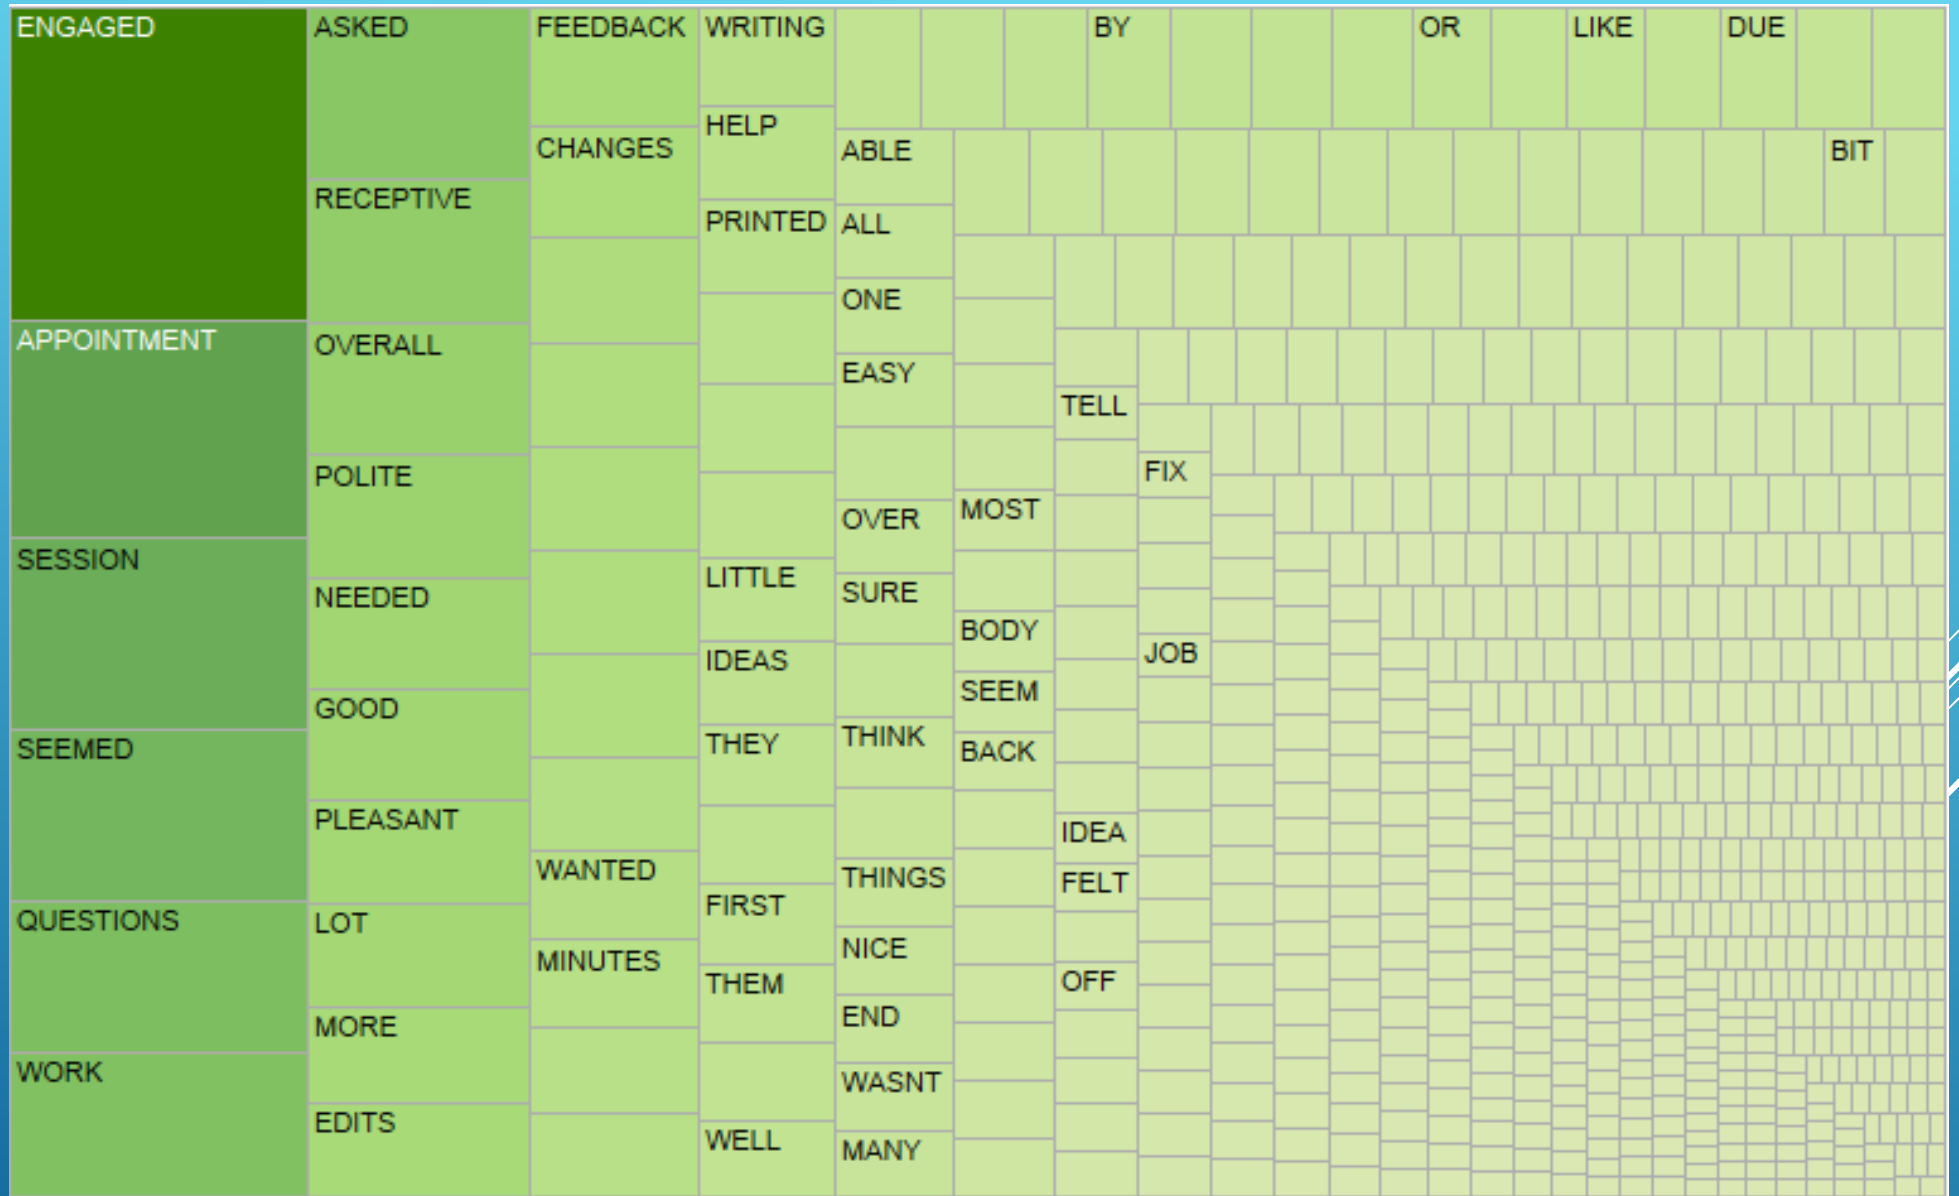 ENGAGED
APPOINTMENT
SESSION
SEEMED
QUESTIONS
WORK
ASKED
RECEPTIVE
OVERALL
POLITE
NEEDED
GOOD
PLEASANT
LOT
MORE
EDITS
FEEDBACK
CHANGES
WANTED
MINUTES
WRITING
HELP
PRINTED
LITTLE
IDEAS
THEY
FIRST
THEM
WELL
BY
OR
LIKE
DUE
ABLE
ALL
ONE
EASY
OVER
SURE
THINK
THINGS
NICE
END
WASNT
MANY
BIT
MOST
BODY
SEEM
BACK
TELL
IDEA
FELT
OFF
FIX
JOB